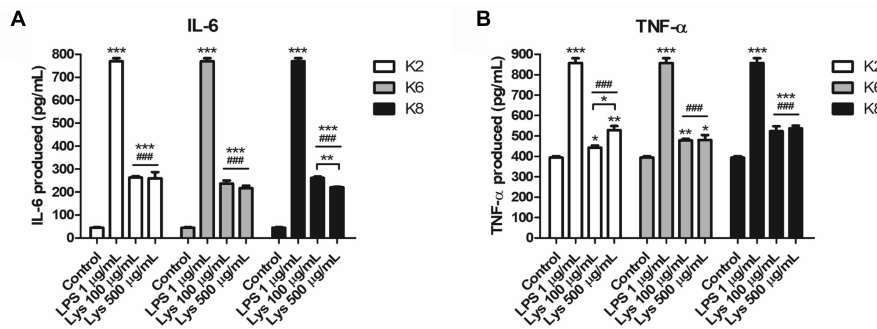 A
IL-6
IL-6 produced (pg/mL)
800
700
600
500
400
300
200
100
0
***
***
***
***
###
***
###
***
###
**
K2
K6
K8
Control
LPS 1 µg/mL
Lys 100 µg/mL
Lys 500 µg/mL
Control
LPS 1 µg/mL
Lys 100 µg/mL
Lys 500 µg/mL
Control
LPS 1 µg/mL
Lys 100 µg/mL
Lys 500 µg/mL
B
TNF-α
TNF-α produced (pg/mL)
900
800
700
600
500
400
300
200
100
0
***
***
***
###
*
*
**
###
**
*
***
###
K2
K6
K8
Control
LPS 1 µg/mL
Lys 100 µg/mL
Lys 500 µg/mL
Control
LPS 1 µg/mL
Lys 100 µg/mL
Lys 500 µg/mL
Control
LPS 1 µg/mL
Lys 100 µg/mL
Lys 500 µg/mL